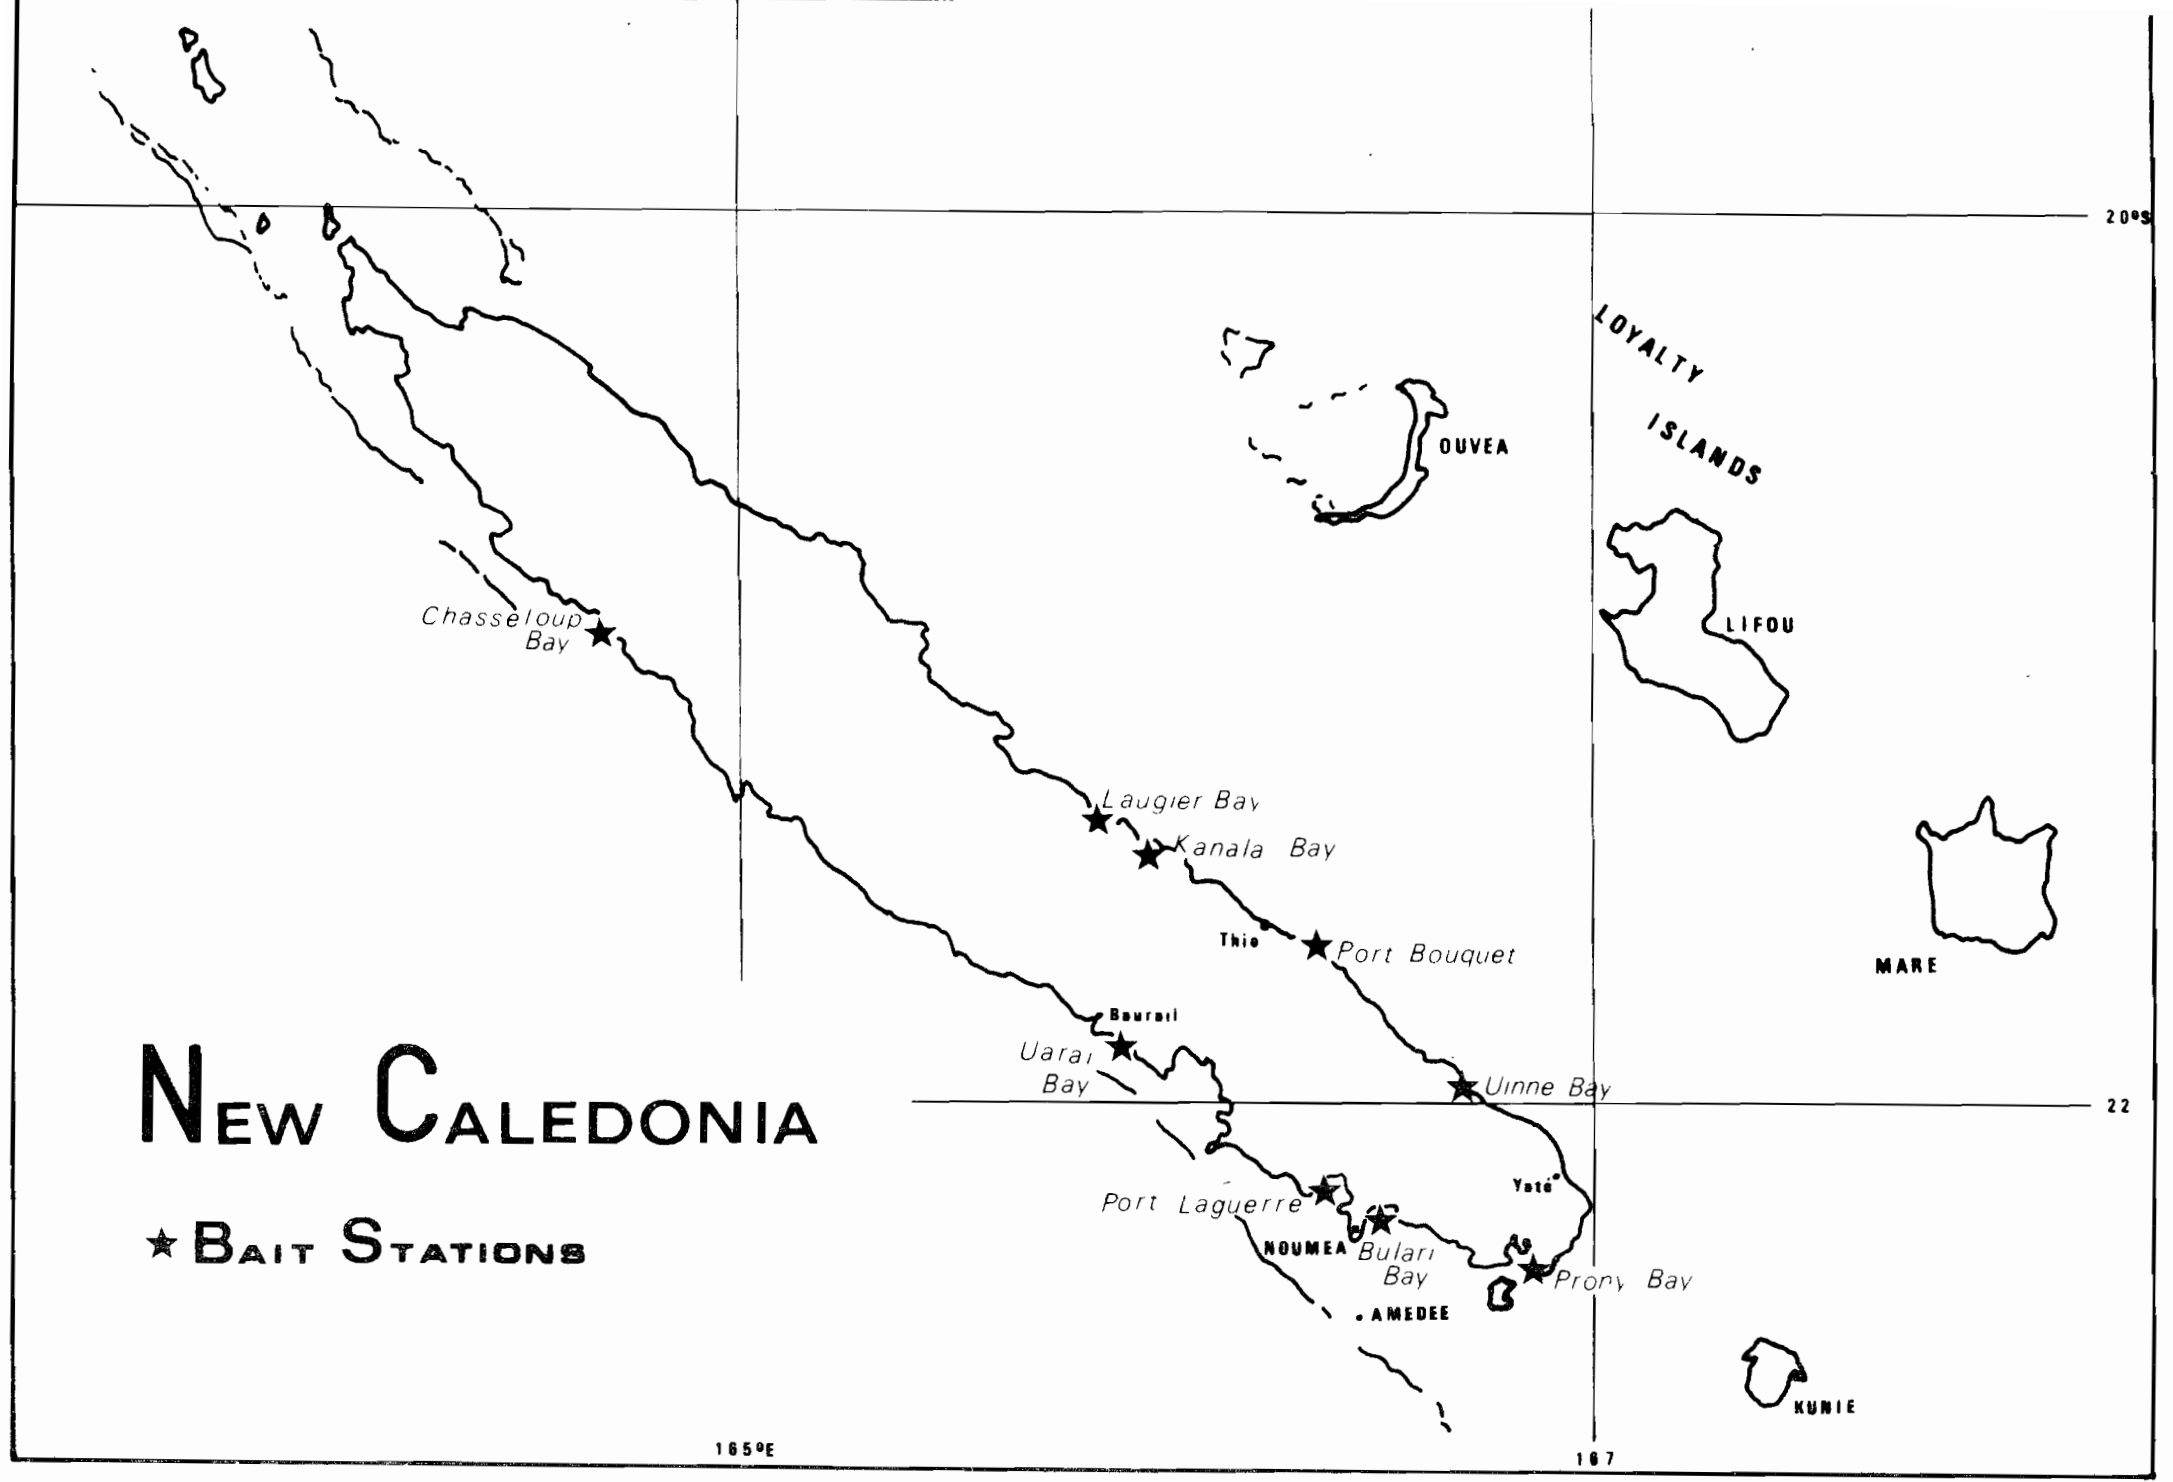 20°S
LOYALTY
ISLANDS
OUVEA
Chasseloup
Bay
LIFOU
Laugier Bay
Kanala Bay
Thio
Port Bouquet
MARE
Bourail
Uarai
Bay
Uinne Bay
22
NEW CALEDONIA
Yaté
Port Laguerre
NOUMEA
Bulari
Bay
BAIT STATIONS
Prony Bay
AMEDEE
KUNIE
165°E
167